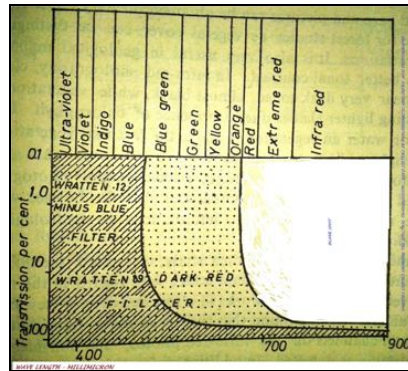 Ultra-violet
Violet
Indigo
Blue
Blue green
Green
Yellow
Orange
Red
Extreme red
Infra red
Transmission per cent
0.1
1.0
10
100
WRATTEN 12
MINUS BLUE
FILTER
WRATTEN 89 DARK RED
FILTER
400
700
900
WAVE LENGTH - MILLIMICRON